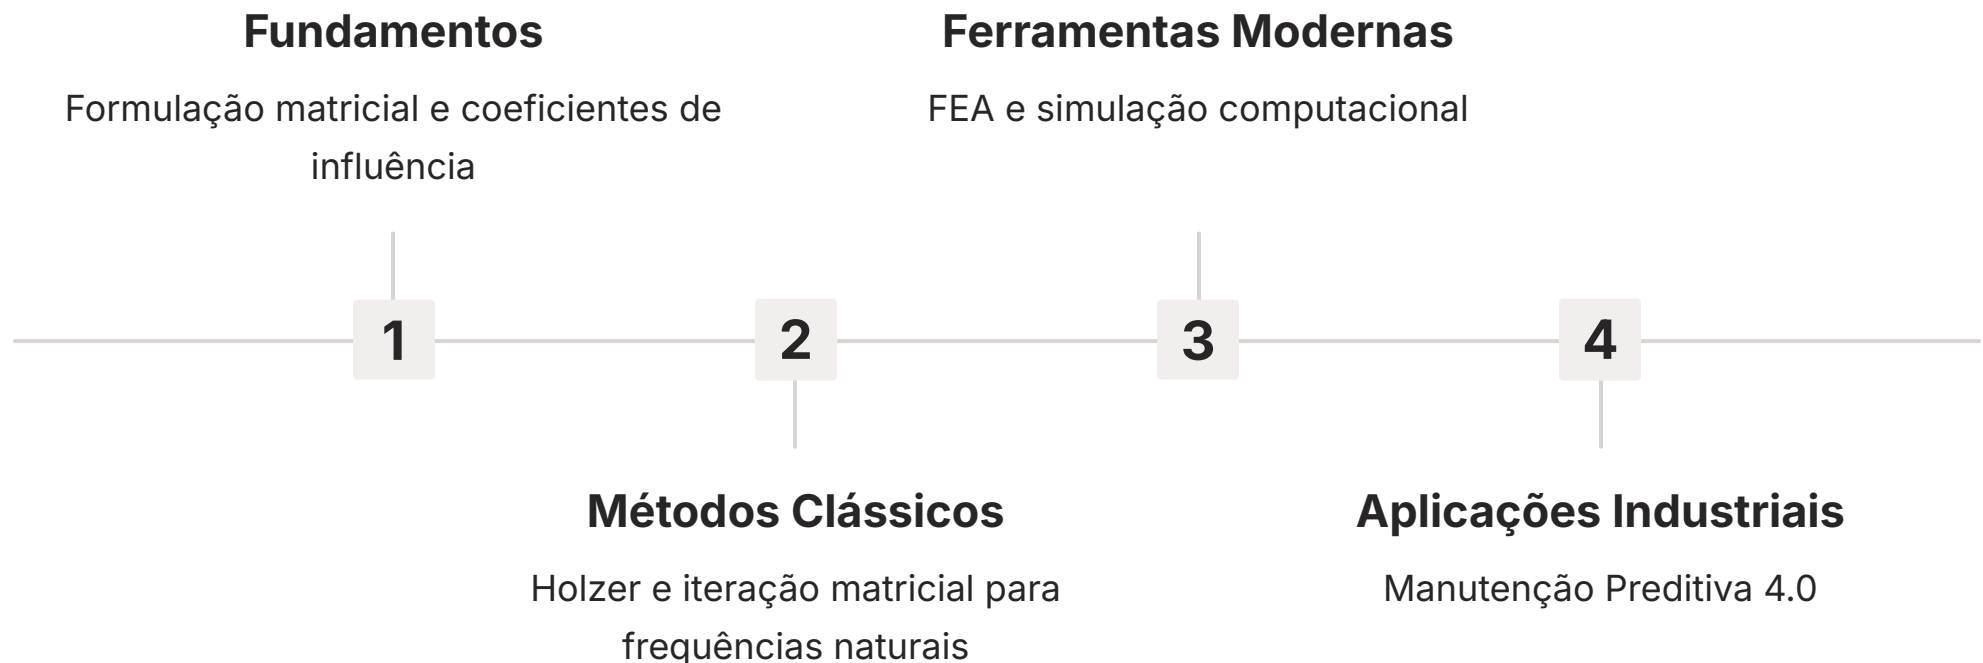 Fundamentos
Formulação matricial e coeficientes de
influência
Ferramentas Modernas
FEA e simulação computacional
1
2
3
4
Métodos Clássicos
Holzer e iteração matricial para
frequências naturais
Aplicações Industriais
Manutenção Preditiva 4.0